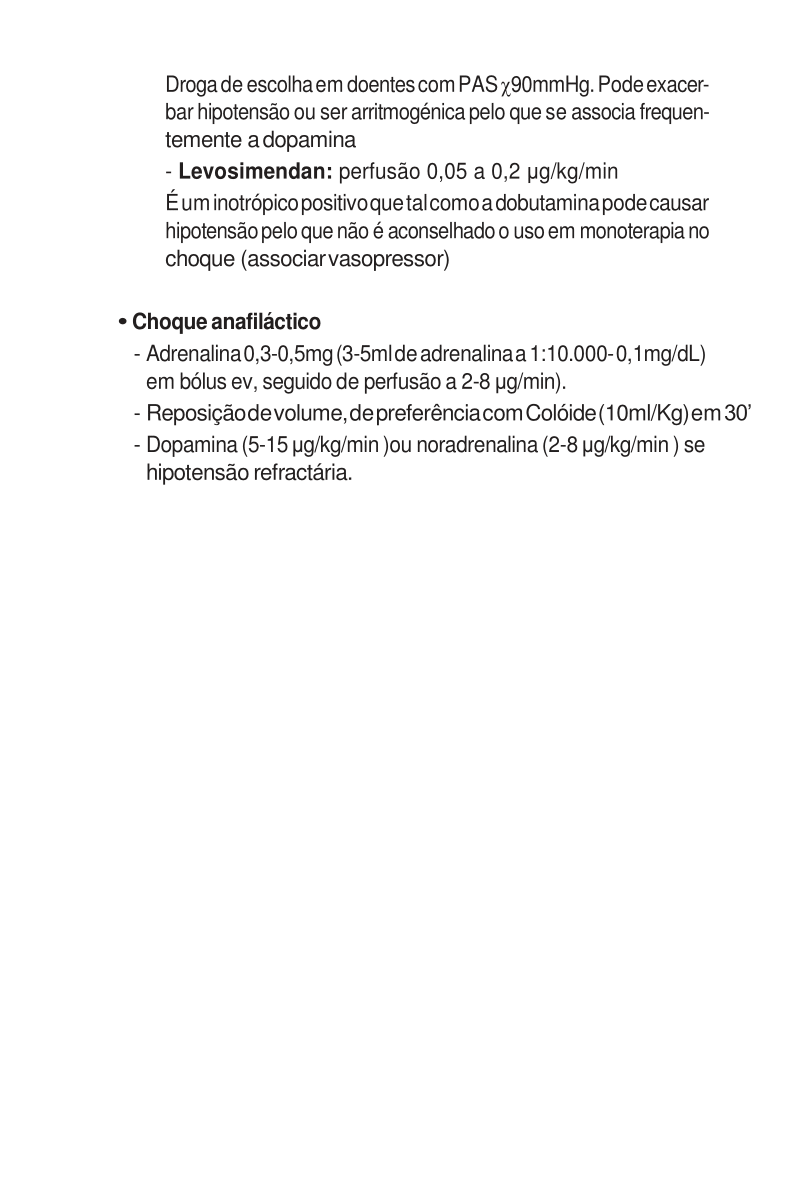 Droga de escolha em doentes com PAS χ90mmHg. Pode exacer-
bar hipotensão ou ser arritmogénica pelo que se associa frequen-
temente a dopamina
- Levosimendan: perfusão 0,05 a 0,2 µg/kg/min
É um inotrópico positivo que tal como a dobutamina pode causar
hipotensão pelo que não é aconselhado o uso em monoterapia no
choque (associar vasopressor)
• Choque anafiláctico
- Adrenalina 0,3-0,5mg (3-5ml de adrenalina a 1:10.000- 0,1mg/dL)
em bólus ev, seguido de perfusão a 2-8 µg/min).
- Reposição de volume, de preferência com Colóide (10ml/Kg) em 30’
- Dopamina (5-15 µg/kg/min )ou noradrenalina (2-8 µg/kg/min ) se
hipotensão refractária.